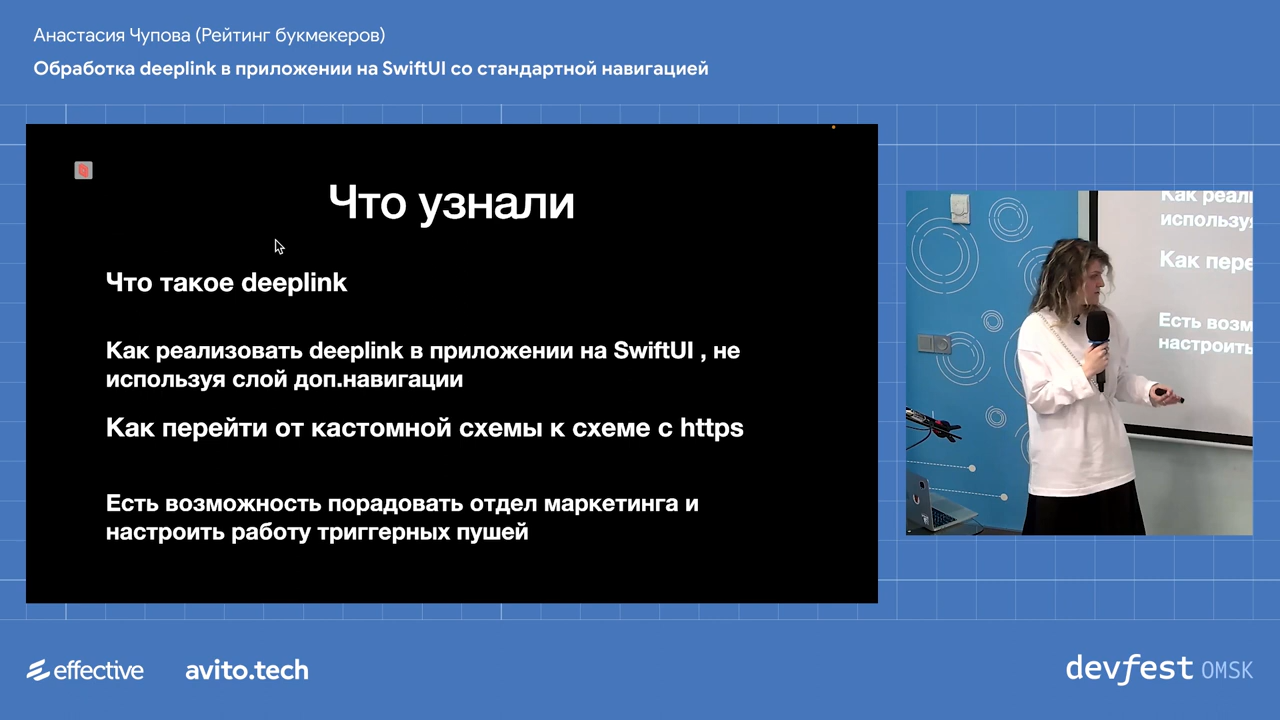 Анастасия Чупова (Рейтинг букмекеров)
Обработка deeplink в приложении на SwiftUI со стандартной навигацией
Что узнали
Что такое deeplink
Как реализовать deeplink в приложении на SwiftUI , не
используя слой доп.навигации
Как перейти от кастомной схемы к схеме с https
Есть возможность порадовать отдел маркетинга и
настроить работу триггерных пушей
Как реали
используя
Как пере
Есть возм
настроить
effective
avito.tech
devfest OMSK